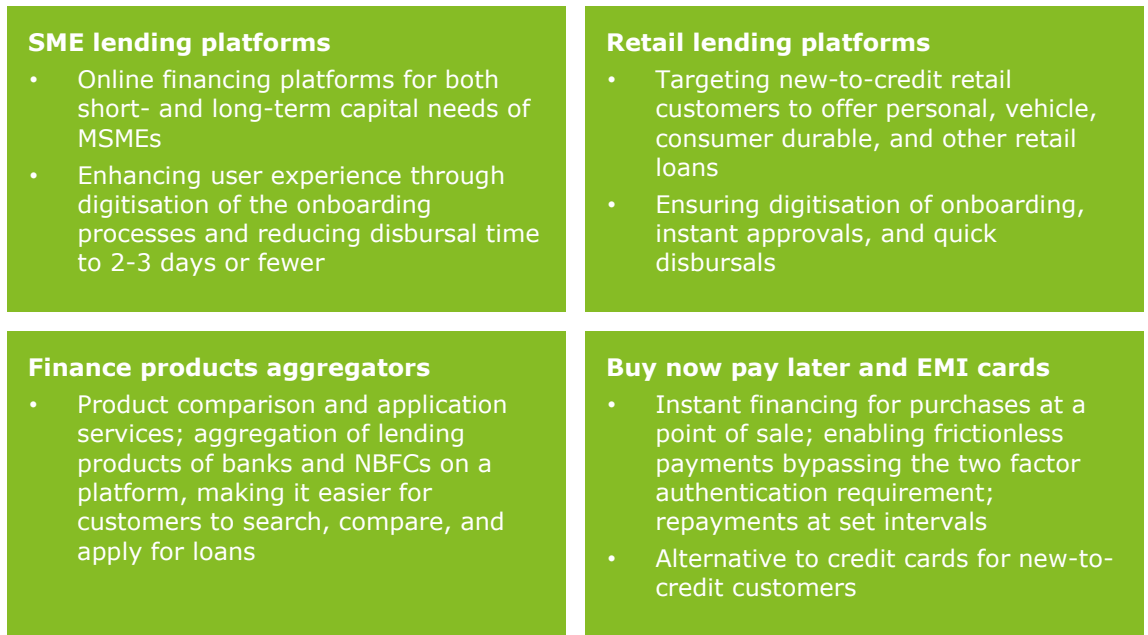 SME lending platforms
• Online financing platforms for both
short- and long-term capital needs of
MSMEs
• Enhancing user experience through
digitisation of the onboarding
processes and reducing disbursal time
to 2-3 days or fewer
Retail lending platforms
• Targeting new-to-credit retail
customers to offer personal, vehicle,
consumer durable, and other retail
loans
• Ensuring digitisation of onboarding,
instant approvals, and quick
disbursals
Finance products aggregators
• Product comparison and application
services; aggregation of lending
products of banks and NBFCs on a
platform, making it easier for
customers to search, compare, and
apply for loans
Buy now pay later and EMI cards
• Instant financing for purchases at a
point of sale; enabling frictionless
payments bypassing the two factor
authentication requirement;
repayments at set intervals
• Alternative to credit cards for new-to-
credit customers